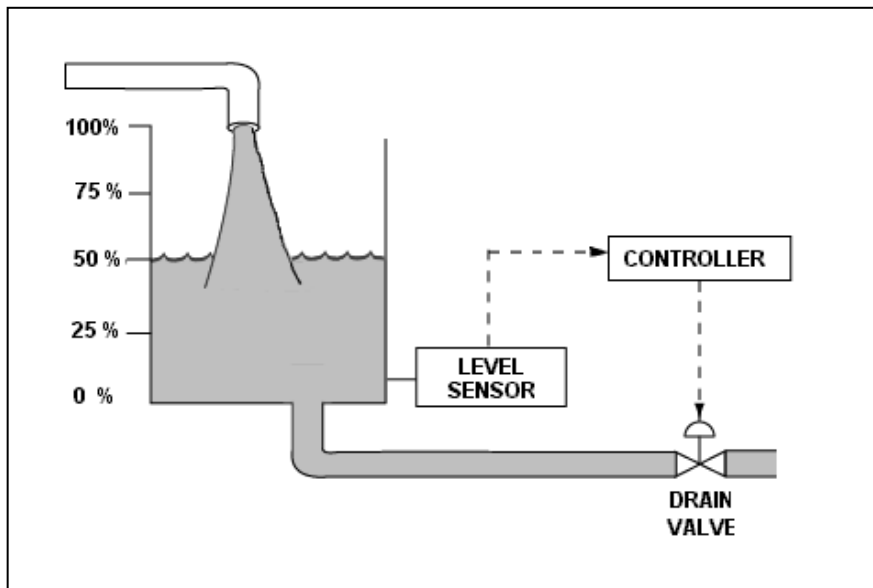 100%
75 %
50 %
25 %
0 %
CONTROLLER
LEVEL
SENSOR
DRAIN
VALVE